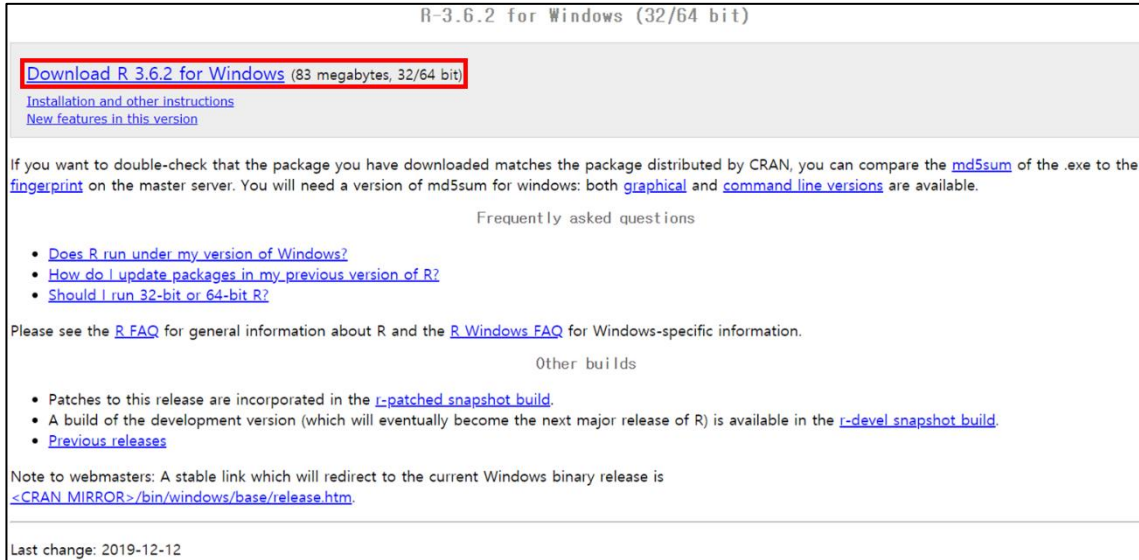 R-3.6.2 for Windows (32/64 bit)
Download R 3.6.2 for Windows (83 megabytes, 32/64 bit)
Installation and other instructions
New features in this version
If you want to double-check that the package you have downloaded matches the package distributed by CRAN, you can compare the md5sum of the .exe to the
fingerprint on the master server. You will need a version of md5sum for windows: both graphical and command line versions are available.
Frequently asked questions
• Does R run under my version of Windows?
• How do I update packages in my previous version of R?
• Should I run 32-bit or 64-bit R?
Please see the R FAQ for general information about R and the R Windows FAQ for Windows-specific information.
Other builds
• Patches to this release are incorporated in the r-patched snapshot build.
• A build of the development version (which will eventually become the next major release of R) is available in the r-devel snapshot build.
• Previous releases
Note to webmasters: A stable link which will redirect to the current Windows binary release is
<CRAN MIRROR>/bin/windows/base/release.htm.
Last change: 2019-12-12